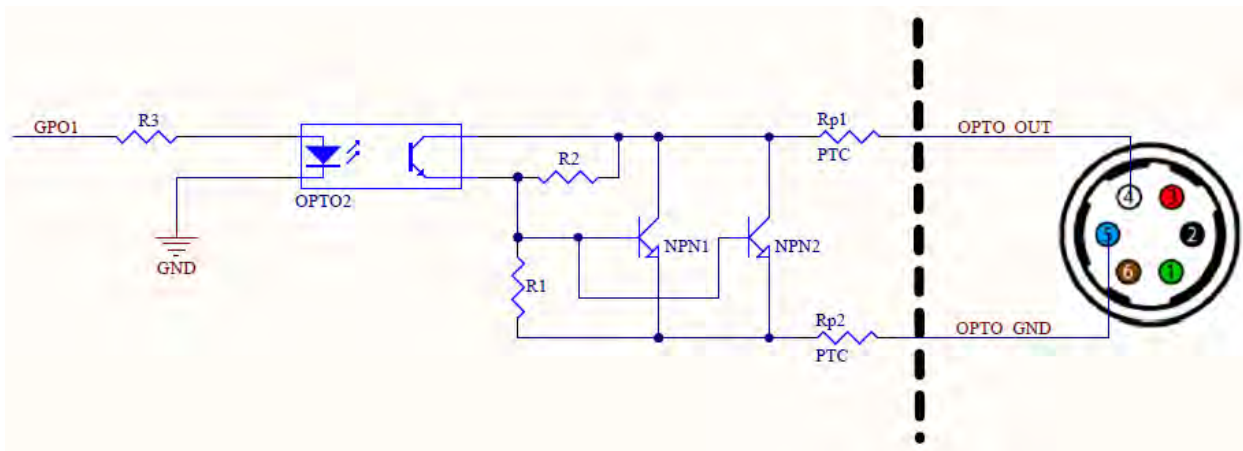 GPO1
R3
OPTO2
GND
R2
R1
NPN1
NPN2
Rp1
PTC
OPTO OUT
Rp2
PTC
OPTO GND
4
3
5
2
6
1